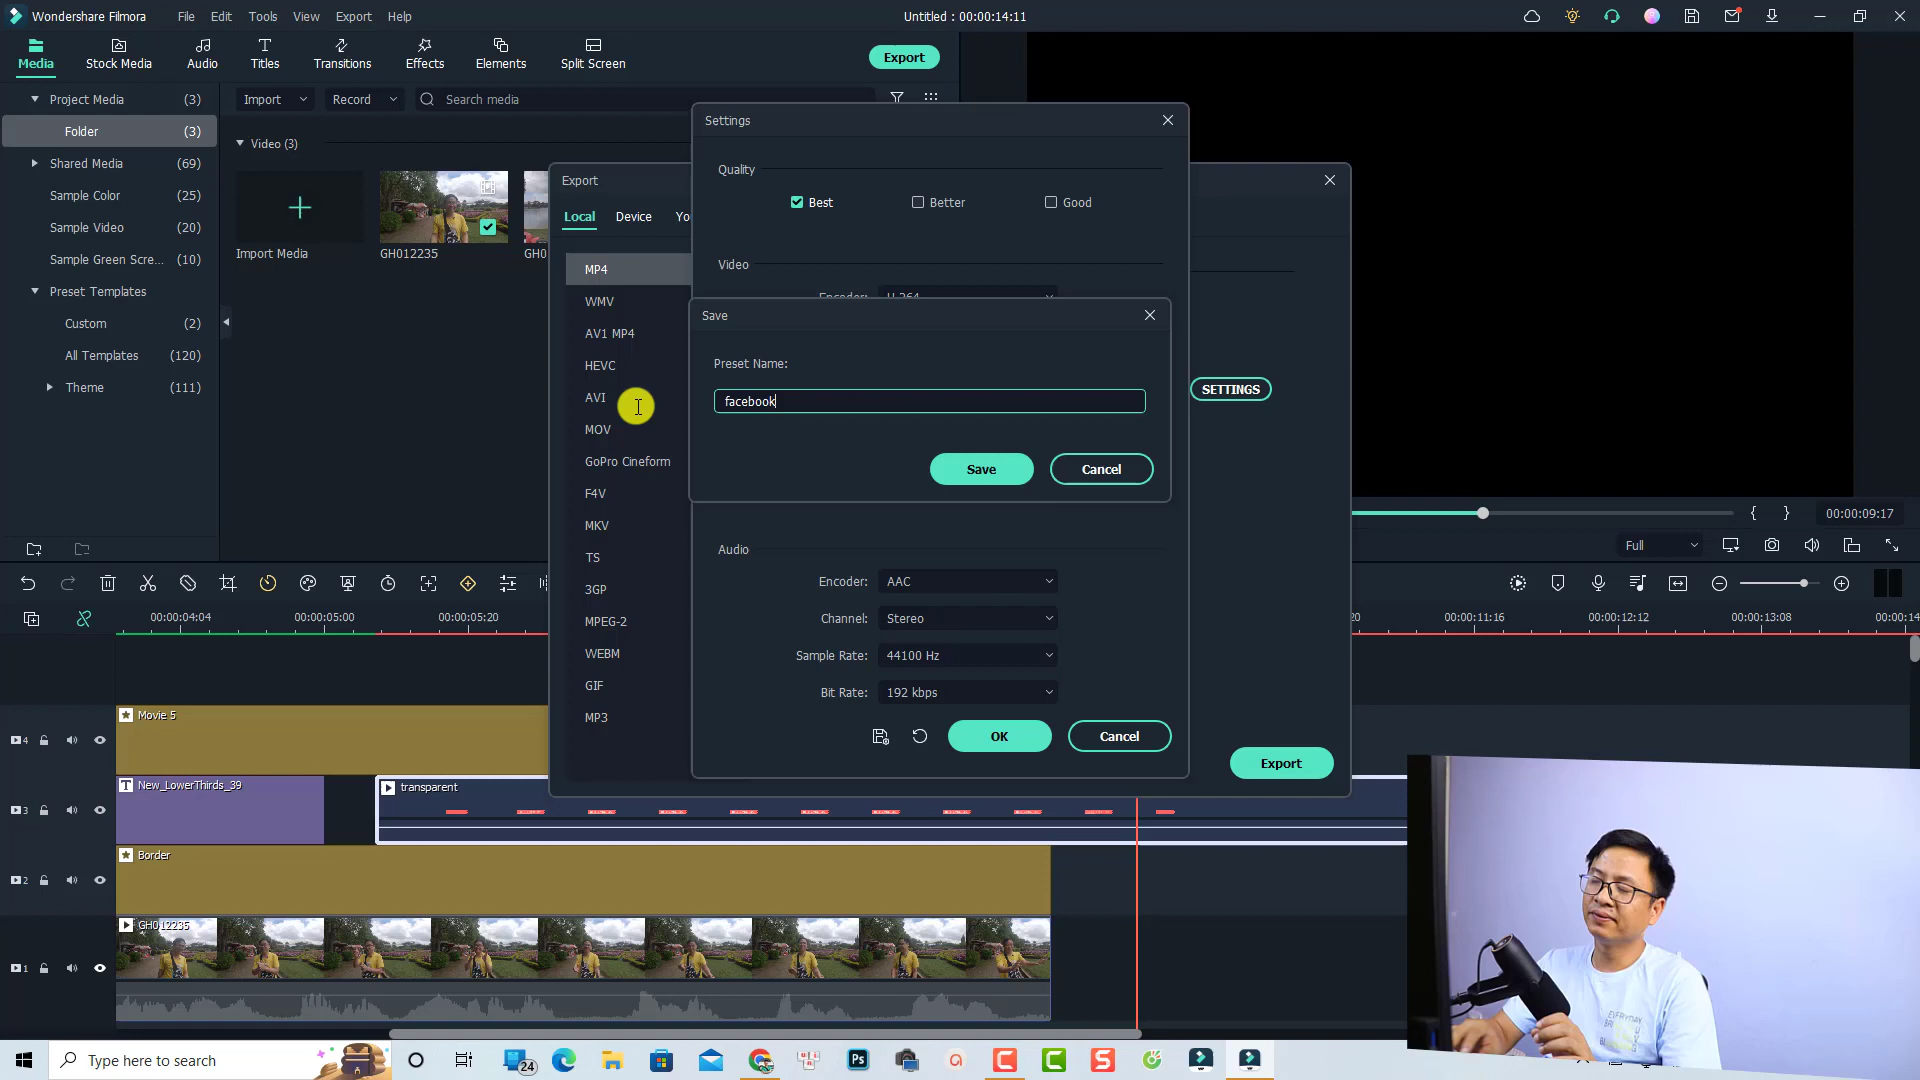 Wondershare Filmora File Edit Tools View Export Help Untitled : 00:00:14:11
Media Stock Media Audio Titles Transitions Effects Elements Split Screen Export
Project Media (3)
Folder (3)
Shared Media (69)
Sample Color (25)
Sample Video (20)
Sample Green Scre... (10)
Preset Templates
Custom (2)
All Templates (120)
Theme (111)
Import Record Search media
Video (3)
Import Media
GH012235
GH0
Export
Local Device Yo
MP4
WMV
AV1 MP4
HEVC
AVI
MOV
GoPro Cineform
F4V
MKV
TS
3GP
MPEG-2
WEBM
GIF
MP3
Settings
Quality
Best Better Good
Video
Encoder: H.264
Save
Preset Name:
facebook
Save Cancel
SETTINGS
Audio
Encoder: AAC
Channel: Stereo
Sample Rate: 44100 Hz
Bit Rate: 192 kbps
OK Cancel
Export
00:00:09:17
Full
00:00:04:04 00:00:05:00 00:00:05:20 20 00:00:11:16 00:00:12:12 00:00:13:08 00:00:14
4 Movie 5
3 New_LowerThirds_39 transparent
2 Border
1 GH012235
EVERYDAY
Type here to search
24
Ps
C
C
S